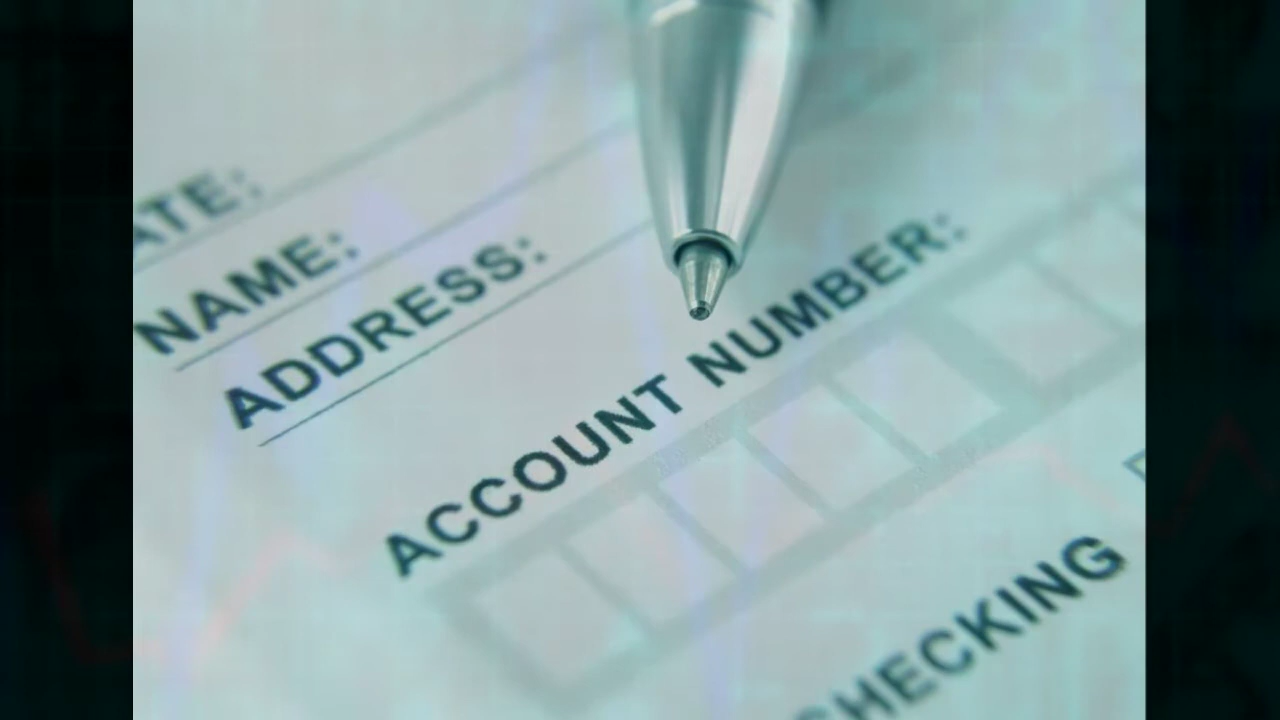 ATE:
NAME:
ADDRESS:
ACCOUNT NUMBER:
CHECKING